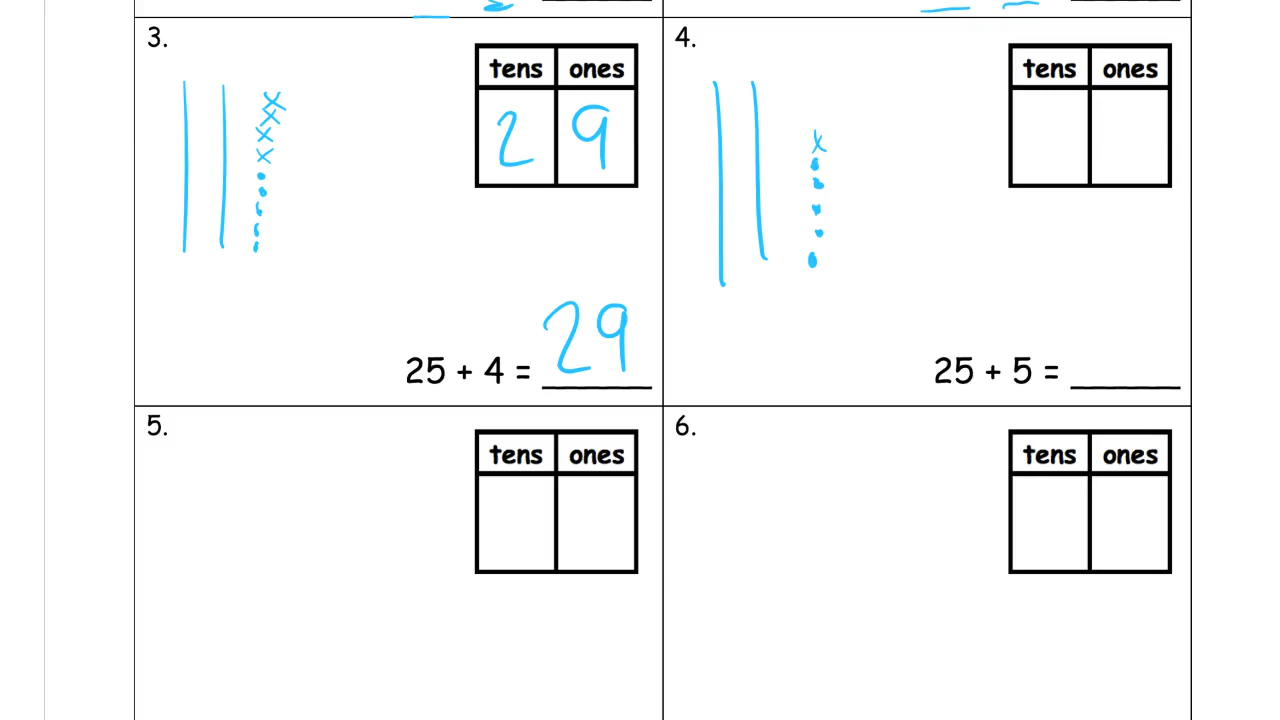 3.
tens ones
2 9
25 + 4 = 29
4.
tens ones
25 + 5 =
5.
tens ones
6.
tens ones